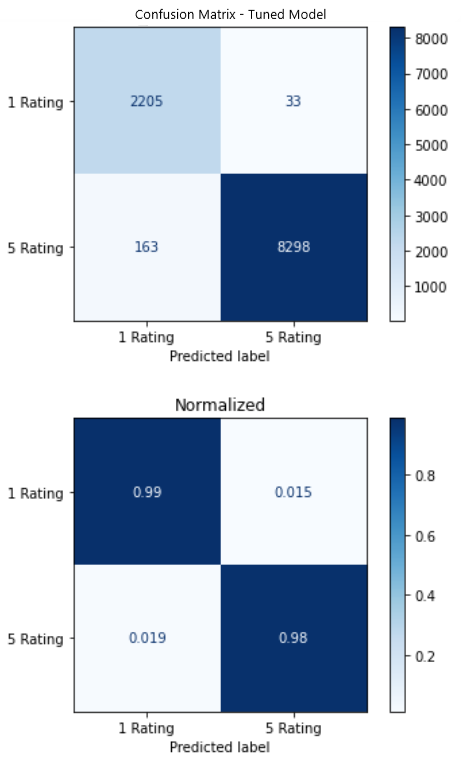 Confusion Matrix - Tuned Model
8000
7000
1 Rating 2205 33
6000
5000
4000
3000
5 Rating 163 8298
2000
1000
1 Rating 5 Rating
Predicted label
Normalized
0.8
1 Rating 0.99 0.015
0.6
0.4
5 Rating 0.019 0.98
0.2
1 Rating 5 Rating
Predicted label